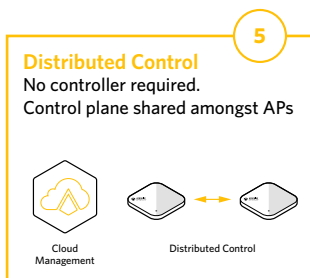 5
Distributed Control
No controller required.
Control plane shared amongst APs
Cloud
Management
Distributed Control